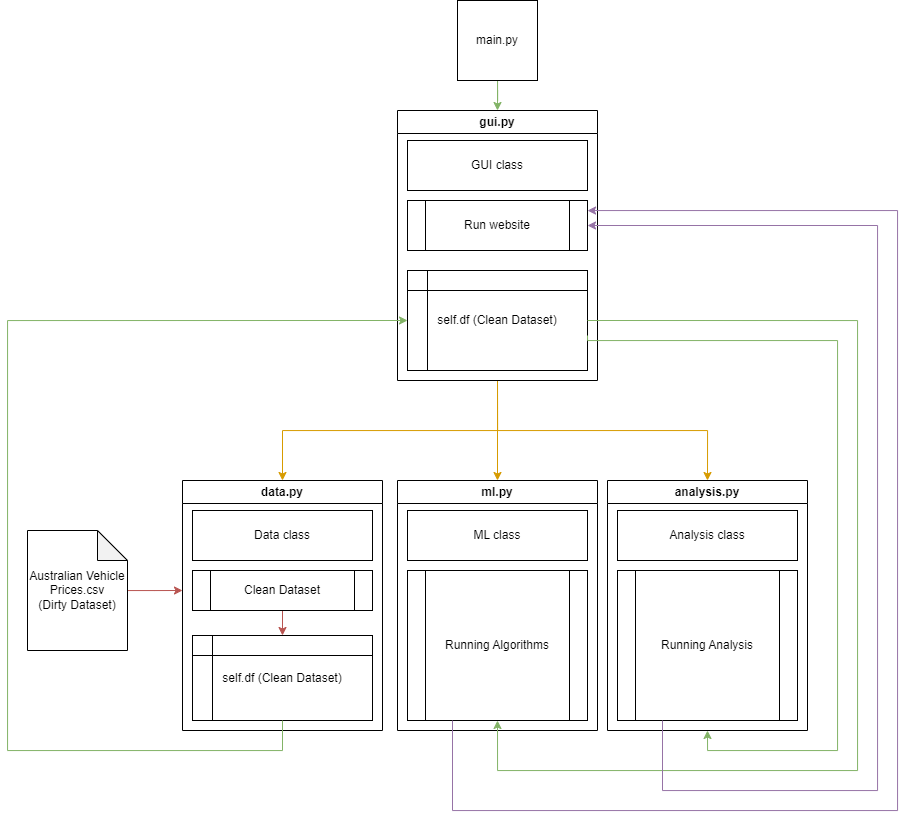 main.py
gui.py
GUI class
Run website
self.df (Clean Dataset)
data.py
ml.py
analysis.py
Data class
ML class
Analysis class
Australian Vehicle
Prices.csv
(Dirty Dataset)
Clean Dataset
Running Algorithms
Running Analysis
self.df (Clean Dataset)